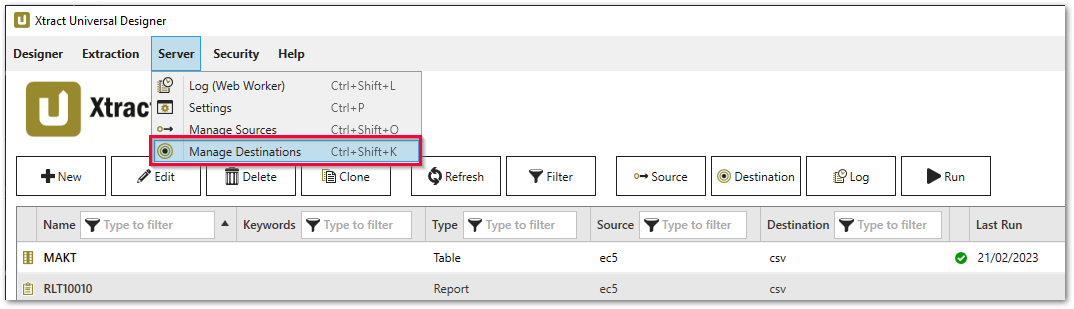 Xtract Universal Designer
Designer Extraction Server Security Help
Log (Web Worker) Ctrl+Shift+L
Settings Ctrl+P
Xtract
Manage Sources Ctrl+Shift+O
Manage Destinations Ctrl+Shift+K
New Edit Delete Clone Refresh Filter Source Destination Log Run
Name Type to filter Keywords Type to filter Type Type to filter Source Type to filter Destination Type to filter Last Run
MAKT Table ec5 csv 21/02/2023
RLT10010 Report ec5 csv